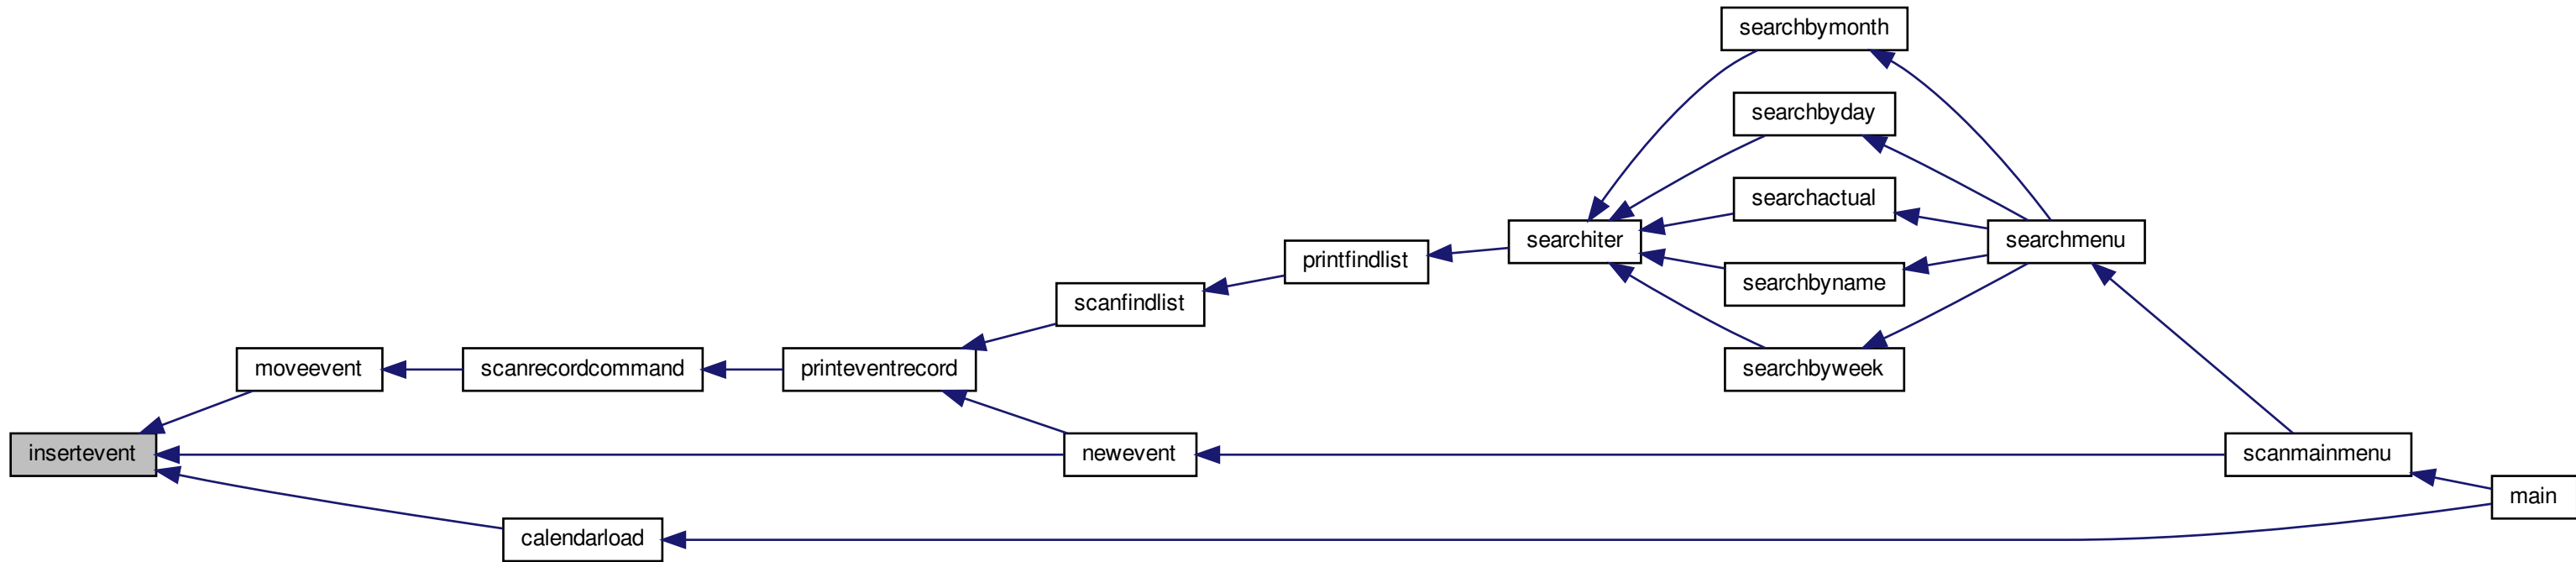 searchbymonth
searchbyday
searchactual
searchiter
searchmenu
printfindlist
searchbyname
scanfindlist
moveevent
scanrecordcommand
printeventrecord
searchbyweek
insertevent
newevent
scanmainmenu
main
calendarload